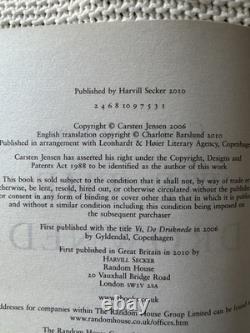 Published by Harvill Secker 2010
2 4 6 8 10 9 7 5 3 1
Copyright © Carsten Jensen 2006
English translation copyright © Charlotte Barslund 2010
Published in arrangement with Leonhardt & Høier Literary Agency, Copenhagen
Carsten Jensen has asserted his right under the Copyright, Designs and
Patents Act 1988 to be identified as the author of this work
This book is sold subject to the condition that it shall not, by way of trade or
otherwise, be lent, resold, hired out, or otherwise circulated without the publisher
or consent in any form of binding or cover other than that in which it is published
and without a similar condition including this condition being imposed on
the subsequent purchaser
First published with the title Vi, De Druknede in 2006
by Gyldendal, Copenhagen
First published in Great Britain in 2010 by
HARVILL SECKER
Random House
20 Vauxhall Bridge Road
London SW1V 2SA
addresses for companies within The Random House Group Limited can be found
www.randomhouse.co.uk/offices.htm
The Random House